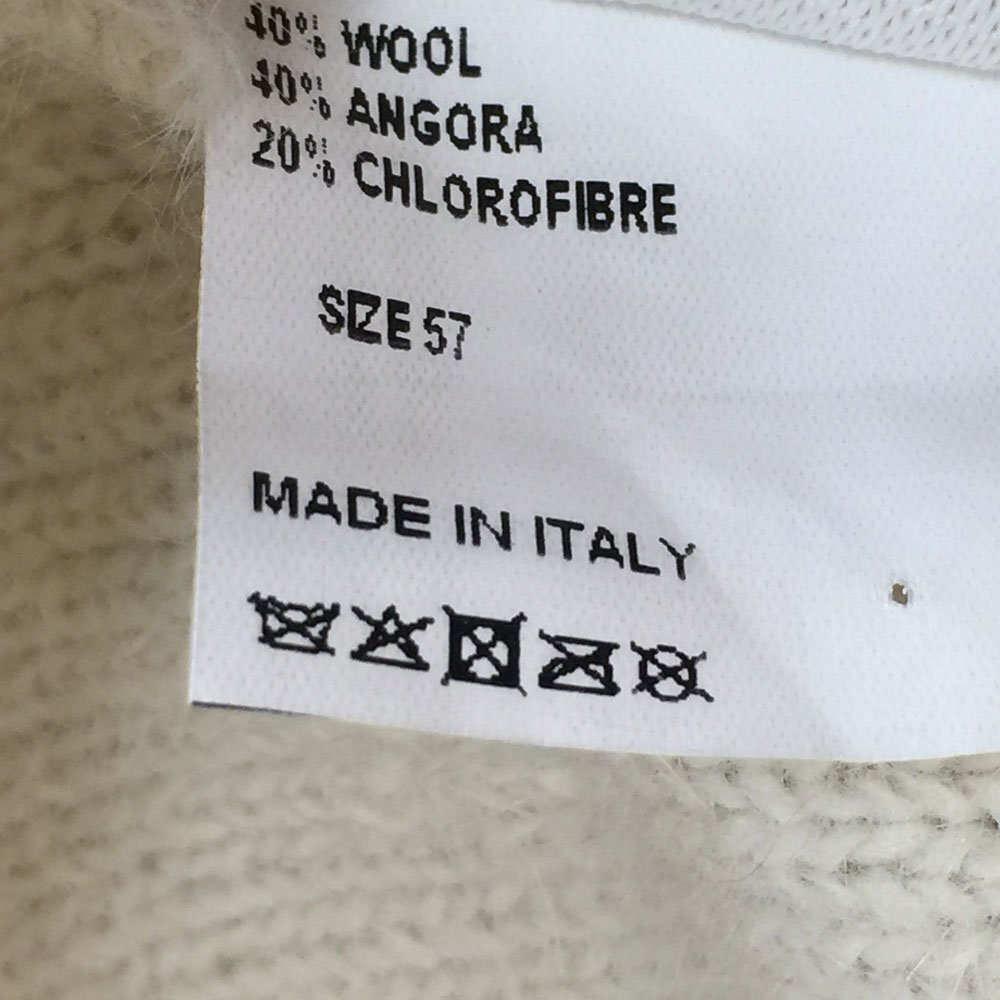 40% WOOL
40% ANGORA
20% CHLOROFIBRE
SIZE 57
MADE IN ITALY